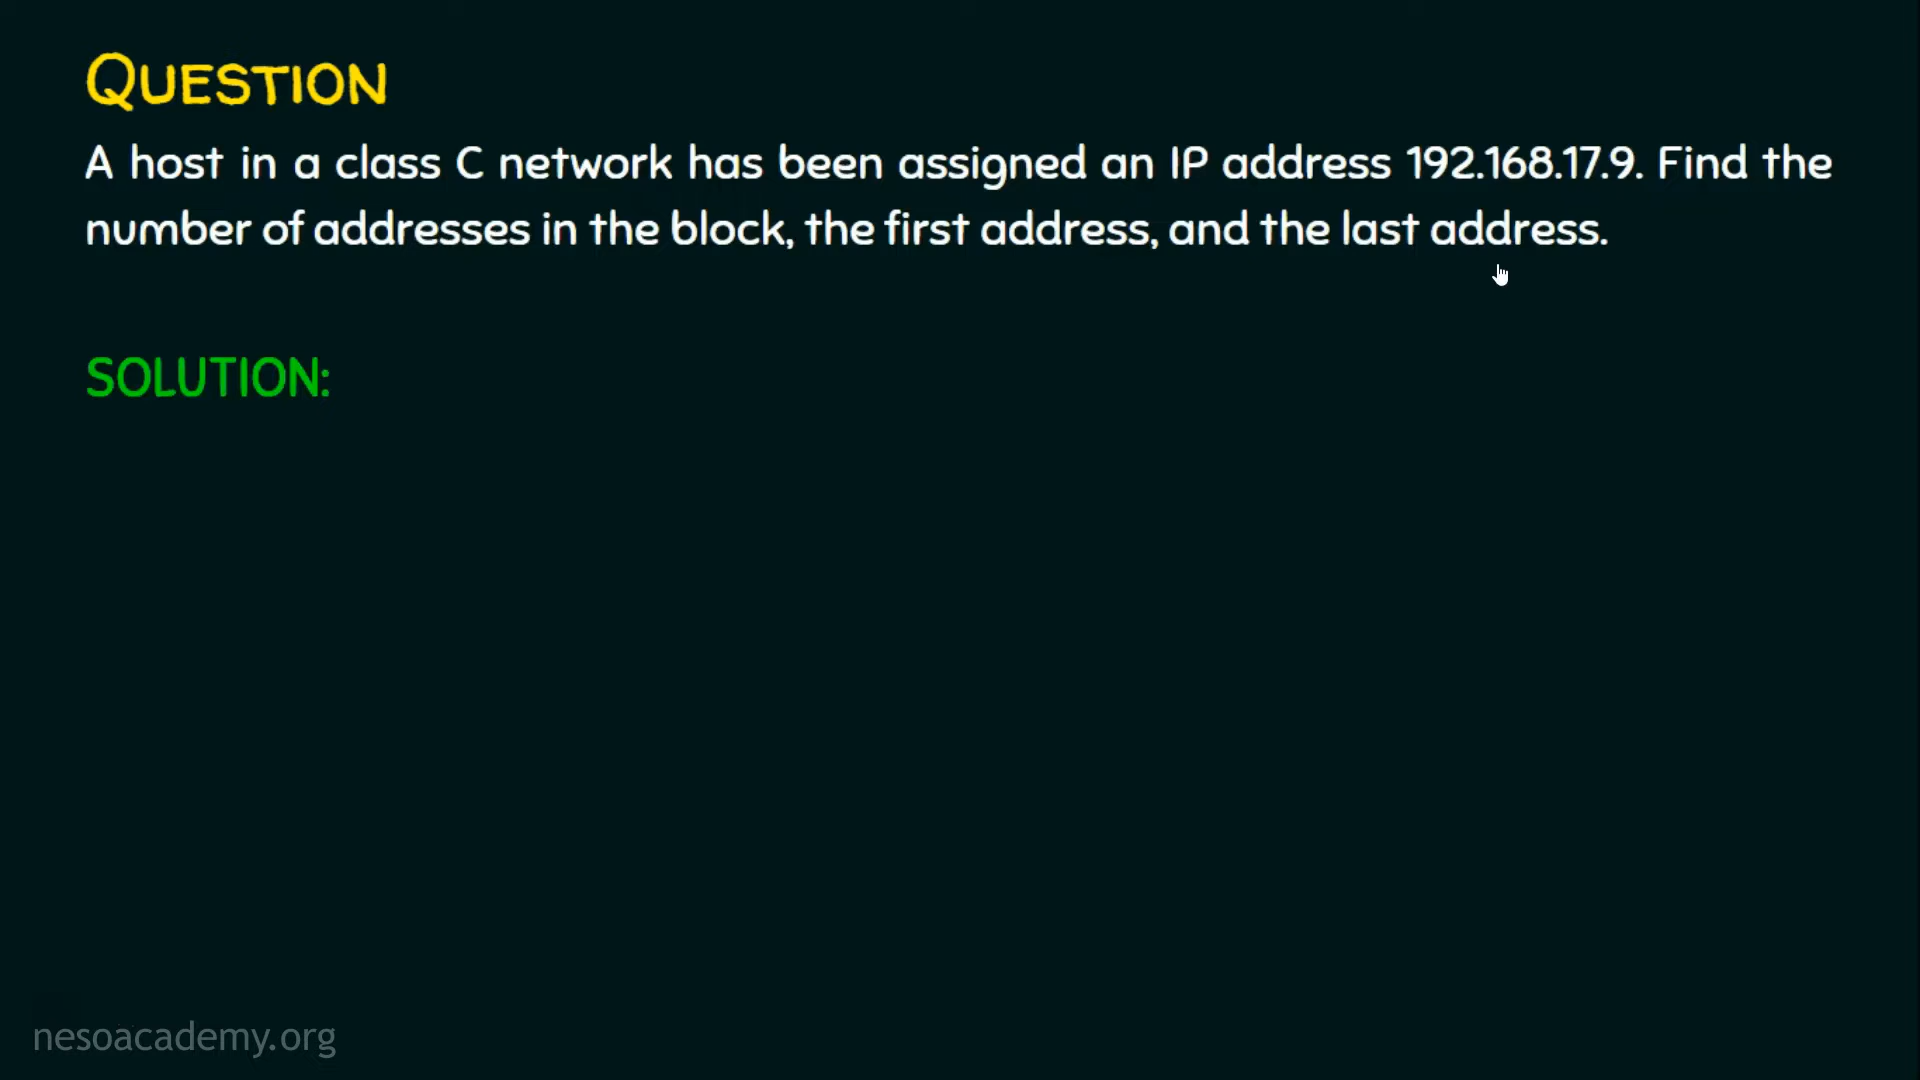 QUESTION
A host in a class C network has been assigned an IP address 192.168.17.9. Find the
number of addresses in the block, the first address, and the last address.
SOLUTION:
nesoacademy.org